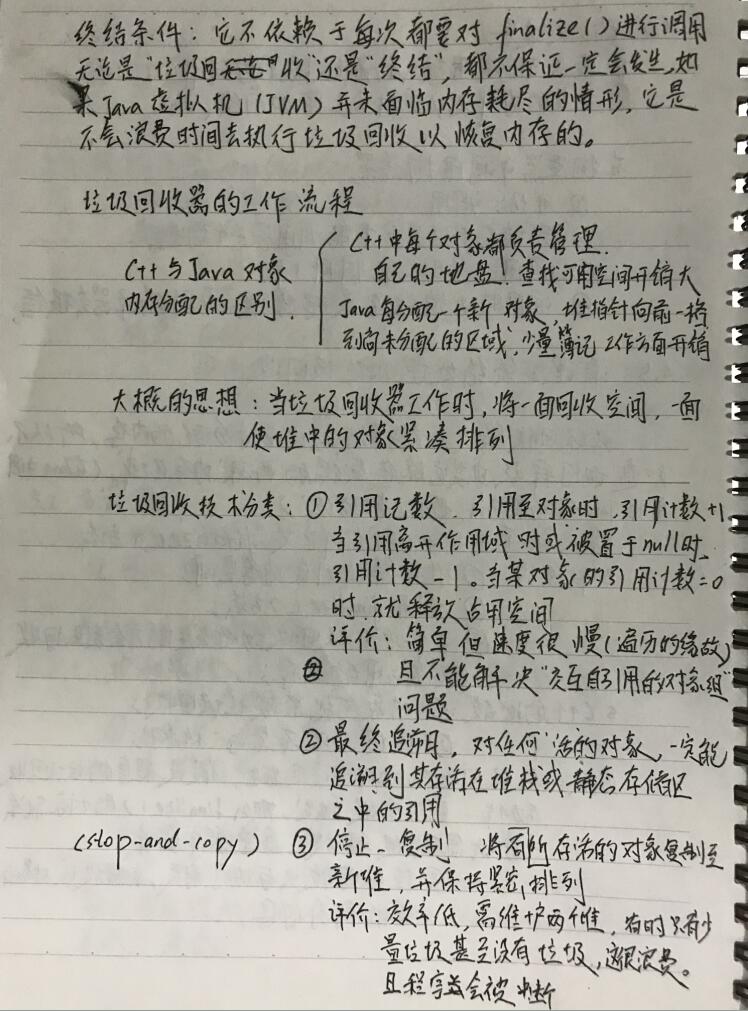 终结条件：它不依赖于每次都要对 finalize()进行调用
无论是"垃圾回收"还是"终结"，都不保证一定会发生，如
果Java虚拟机(JVM)并未面临内存耗尽的情形，它是
不会浪费时间去执行垃圾回收以恢复内存的。
垃圾回收器的工作流程
C++与Java对象
内存分配的区别.
C++中每个对象都负责管理
自己的地盘，查找可用空间开销大
Java每分配一个新对象，堆指针向前一格
到尚未分配的区域，少量簿记工作方面开销
大概的思想：当垃圾回收器工作时，将一面回收空间，一面
使堆中的对象紧凑排列
垃圾回收技术分类：①引用记数，引用至对象时，引用计数+1
当引用离开作用域时或被置于null时，
引用计数-1。当某对象的引用计数=0
时，就释放占用空间
评价：简单但速度很慢(遍历的缘故)
且不能解决"交互自引用的对象组"
问题
②最终追溯，对任何"活"的对象，一定能
追溯到其存活在堆栈或静态存储区
之中的引用
(stop-and-copy) ③停止-复制 将所有存活的对象复制至
新堆，并保持紧密排列
评价：效率低，需维护两个堆，有时只有少
量垃圾甚至没有垃圾，这很浪费。
且程序会被中断